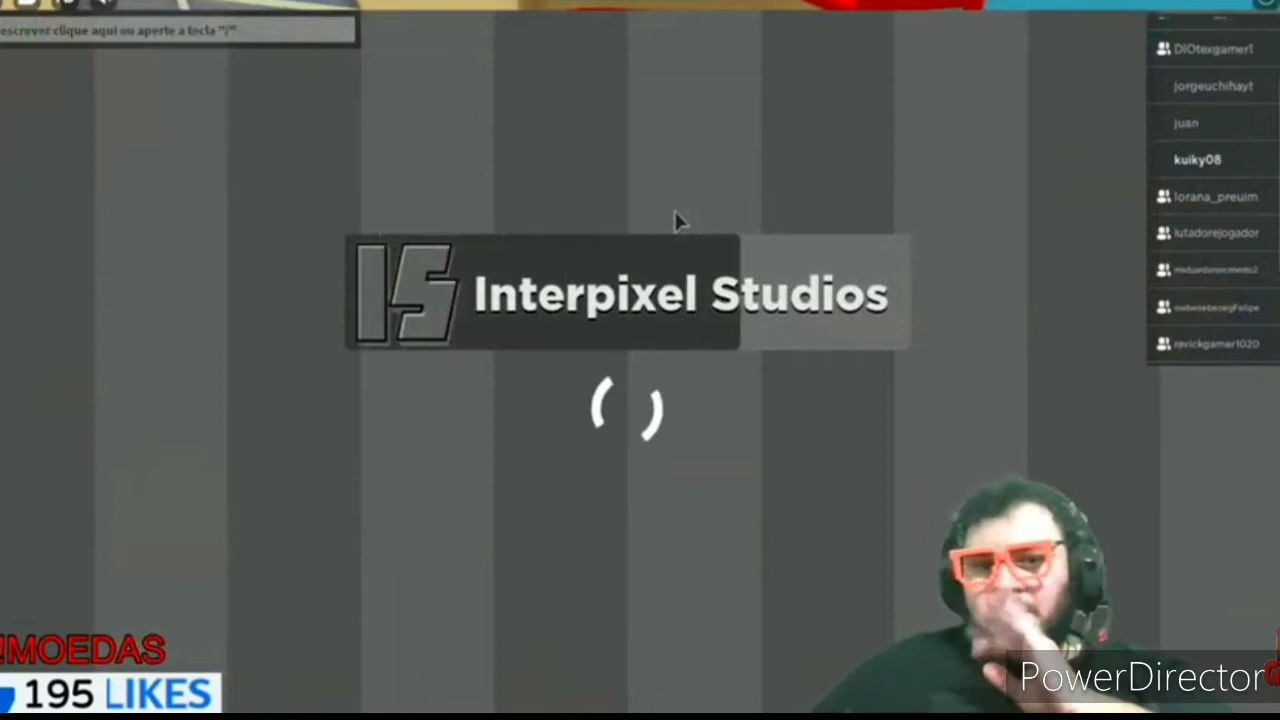 escrever clique aqui ou aperte a tecla "/"
DIOtexgamer1
jorgeuchihayt
juan
kuiky08
lorana_preuim
lutadorejogador
ravickgamer1020
IS Interpixel Studios
!MOEDAS
195 LIKES
PowerDirector